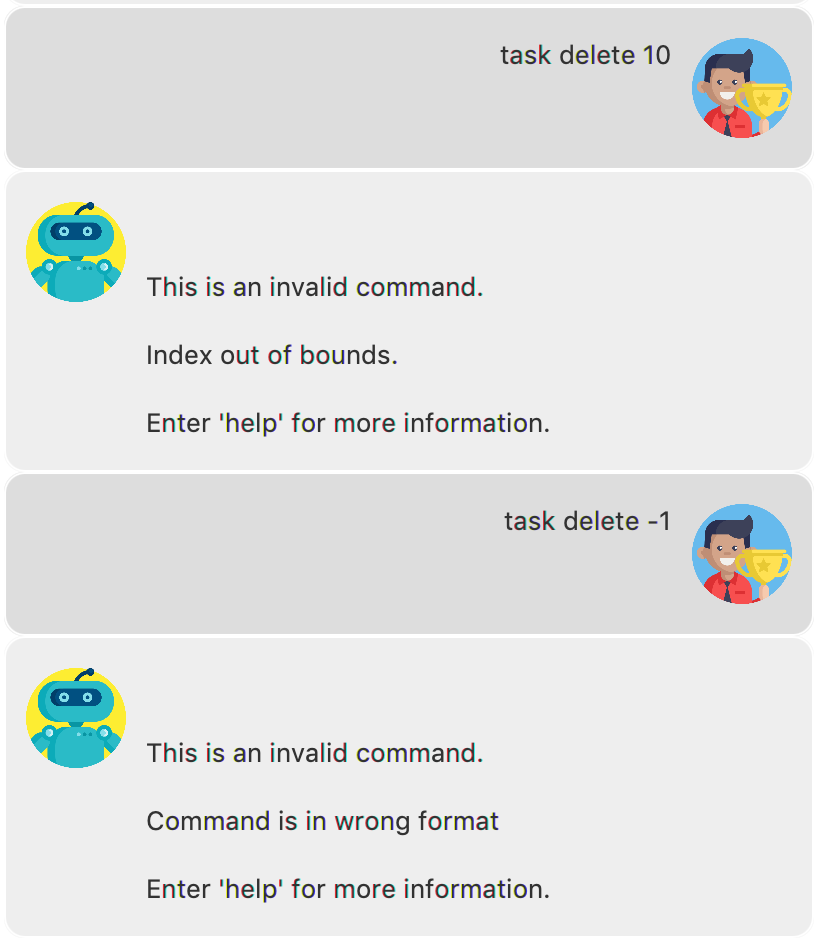 task delete 10
This is an invalid command.
Index out of bounds.
Enter 'help' for more information.
task delete -1
This is an invalid command.
Command is in wrong format
Enter 'help' for more information.